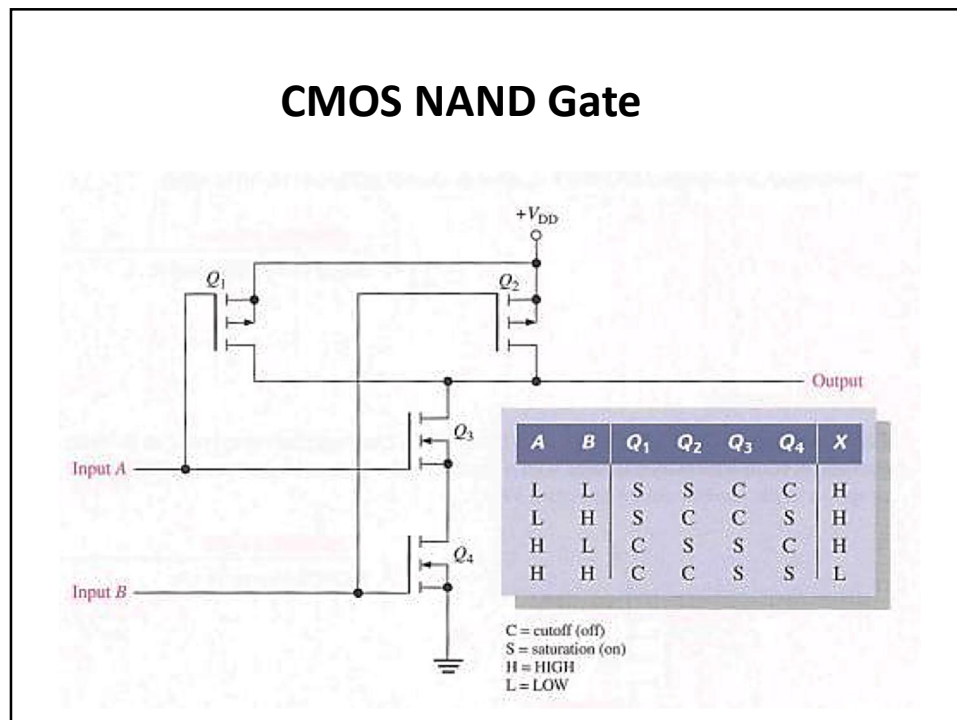 CMOS NAND Gate
+VDD
Q1
Q2
Output
Q3
Input A
Q4
Input B
A B Q1 Q2 Q3 Q4 X
L L S S C C H
L H S C C S H
H L C S S C H
H H C C S S L
C = cutoff (off)
S = saturation (on)
H = HIGH
L = LOW